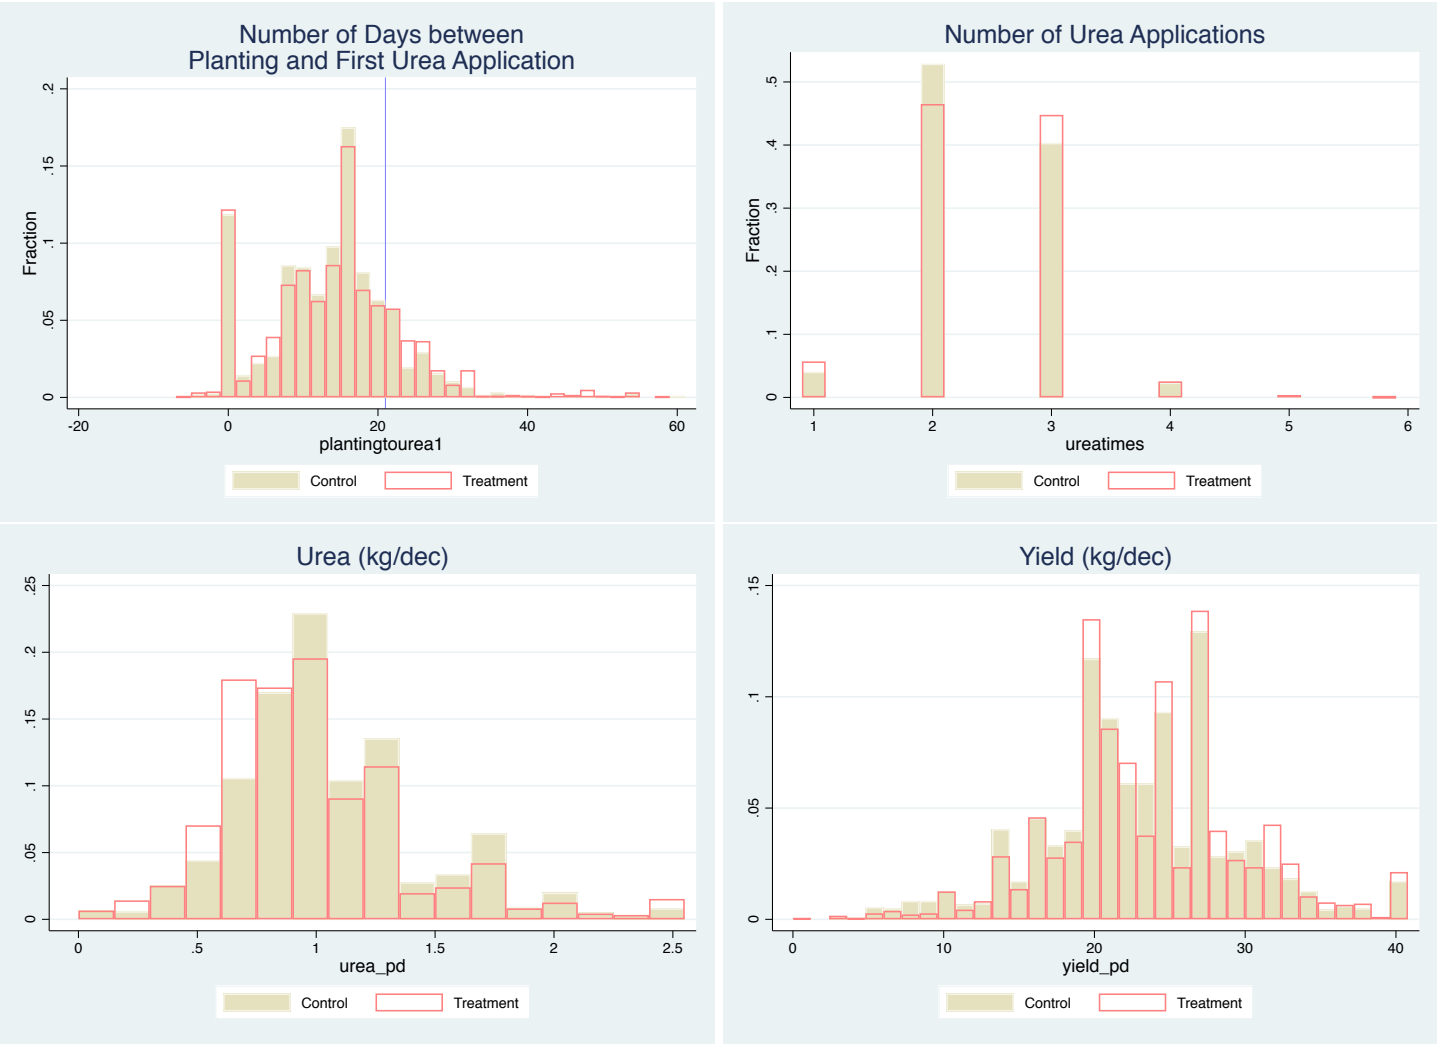 Number of Days between
Planting and First Urea Application
Fraction
.2
.15
.1
.05
0
-20 0 20 40 60
plantingtourea1
Control Treatment
Number of Urea Applications
Fraction
.5
.4
.3
.2
.1
0
1 2 3 4 5 6
ureatimes
Control Treatment
Urea (kg/dec)
.25
.2
.15
.1
.05
0
0 .5 1 1.5 2 2.5
urea_pd
Control Treatment
Yield (kg/dec)
.15
.1
.05
0
0 10 20 30 40
yield_pd
Control Treatment